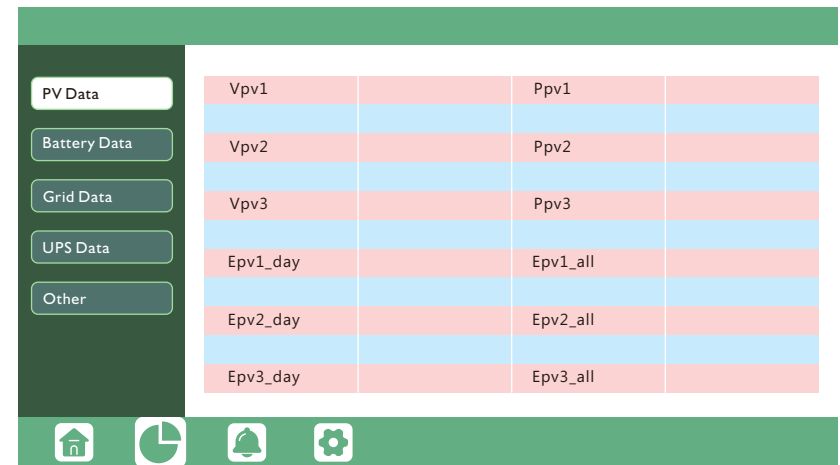 PV Data
Battery Data
Grid Data
UPS Data
Other
Vpv1 Ppv1
Vpv2 Ppv2
Vpv3 Ppv3
Epv1_day Epv1_all
Epv2_day Epv2_all
Epv3_day Epv3_all